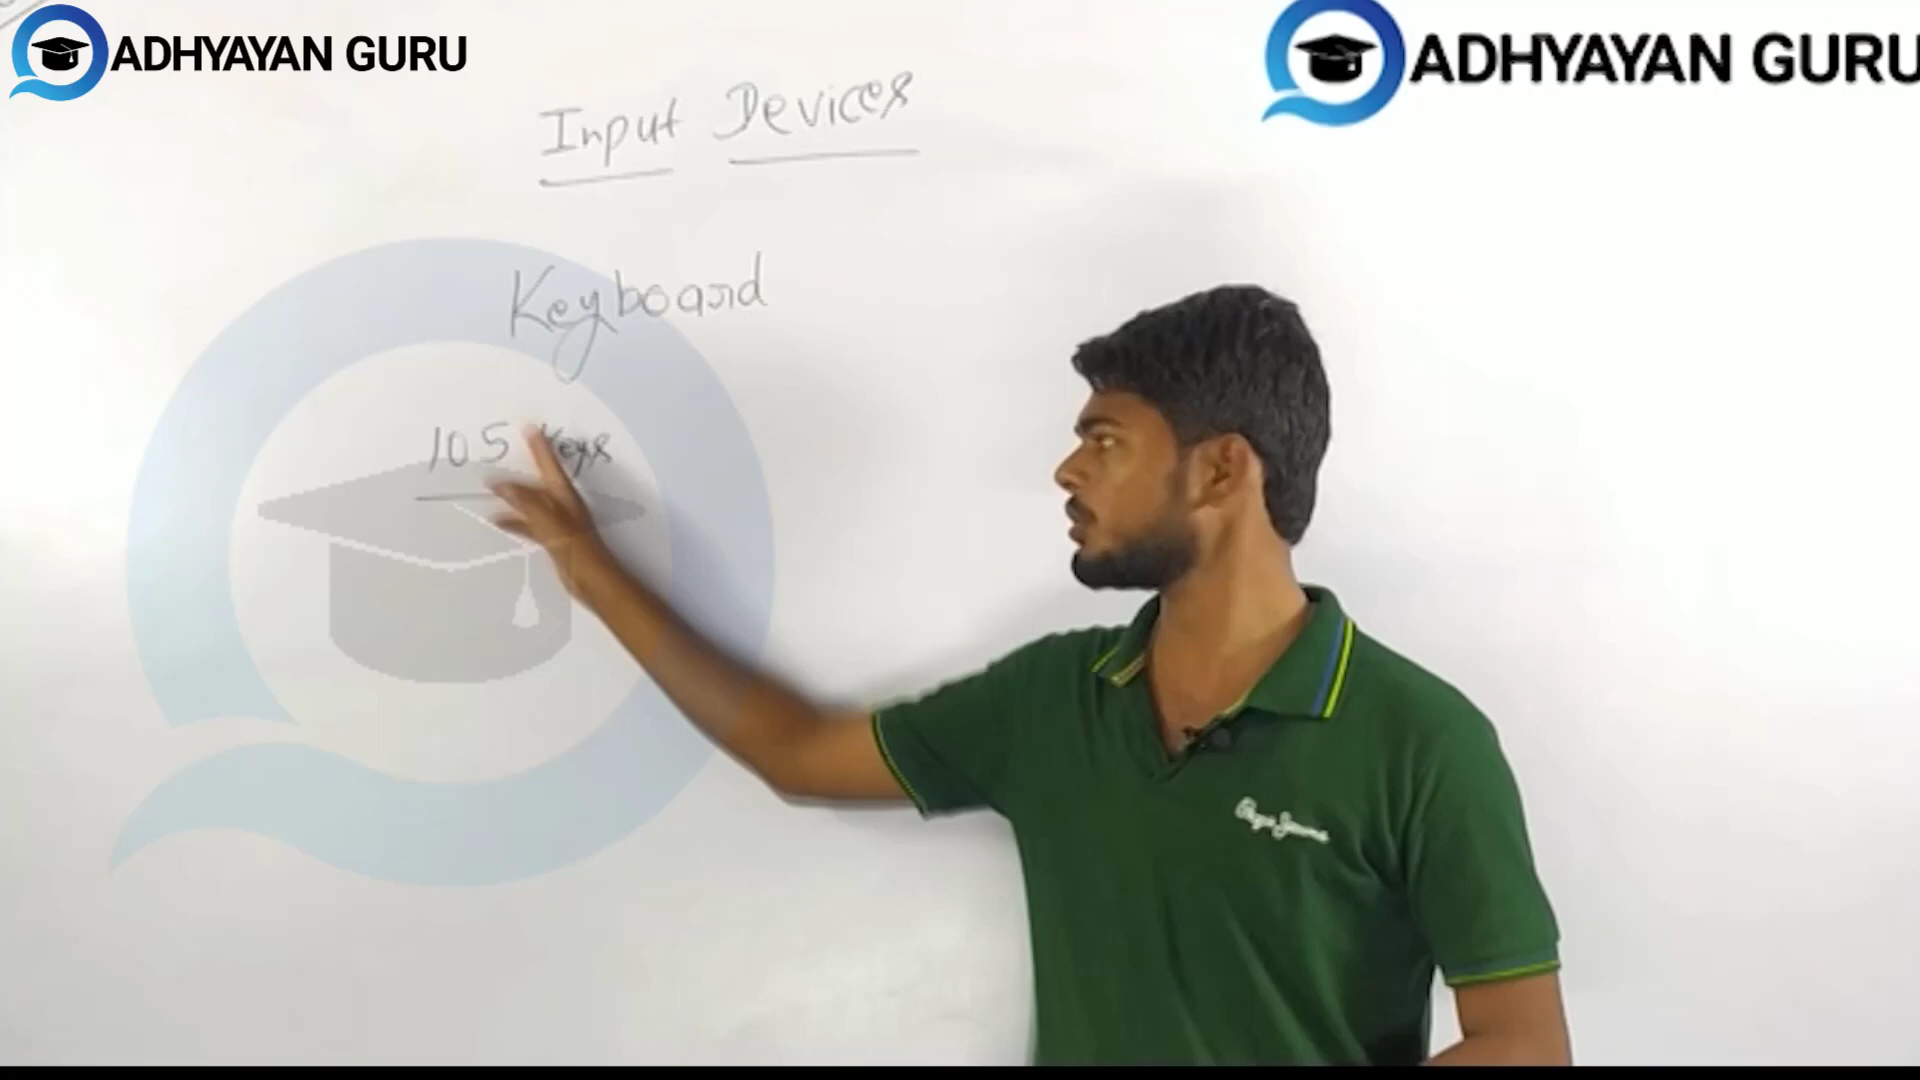 ADHYAYAN GURU
ADHYAYAN GURU
Input Devices
Keyboard
105 Keys